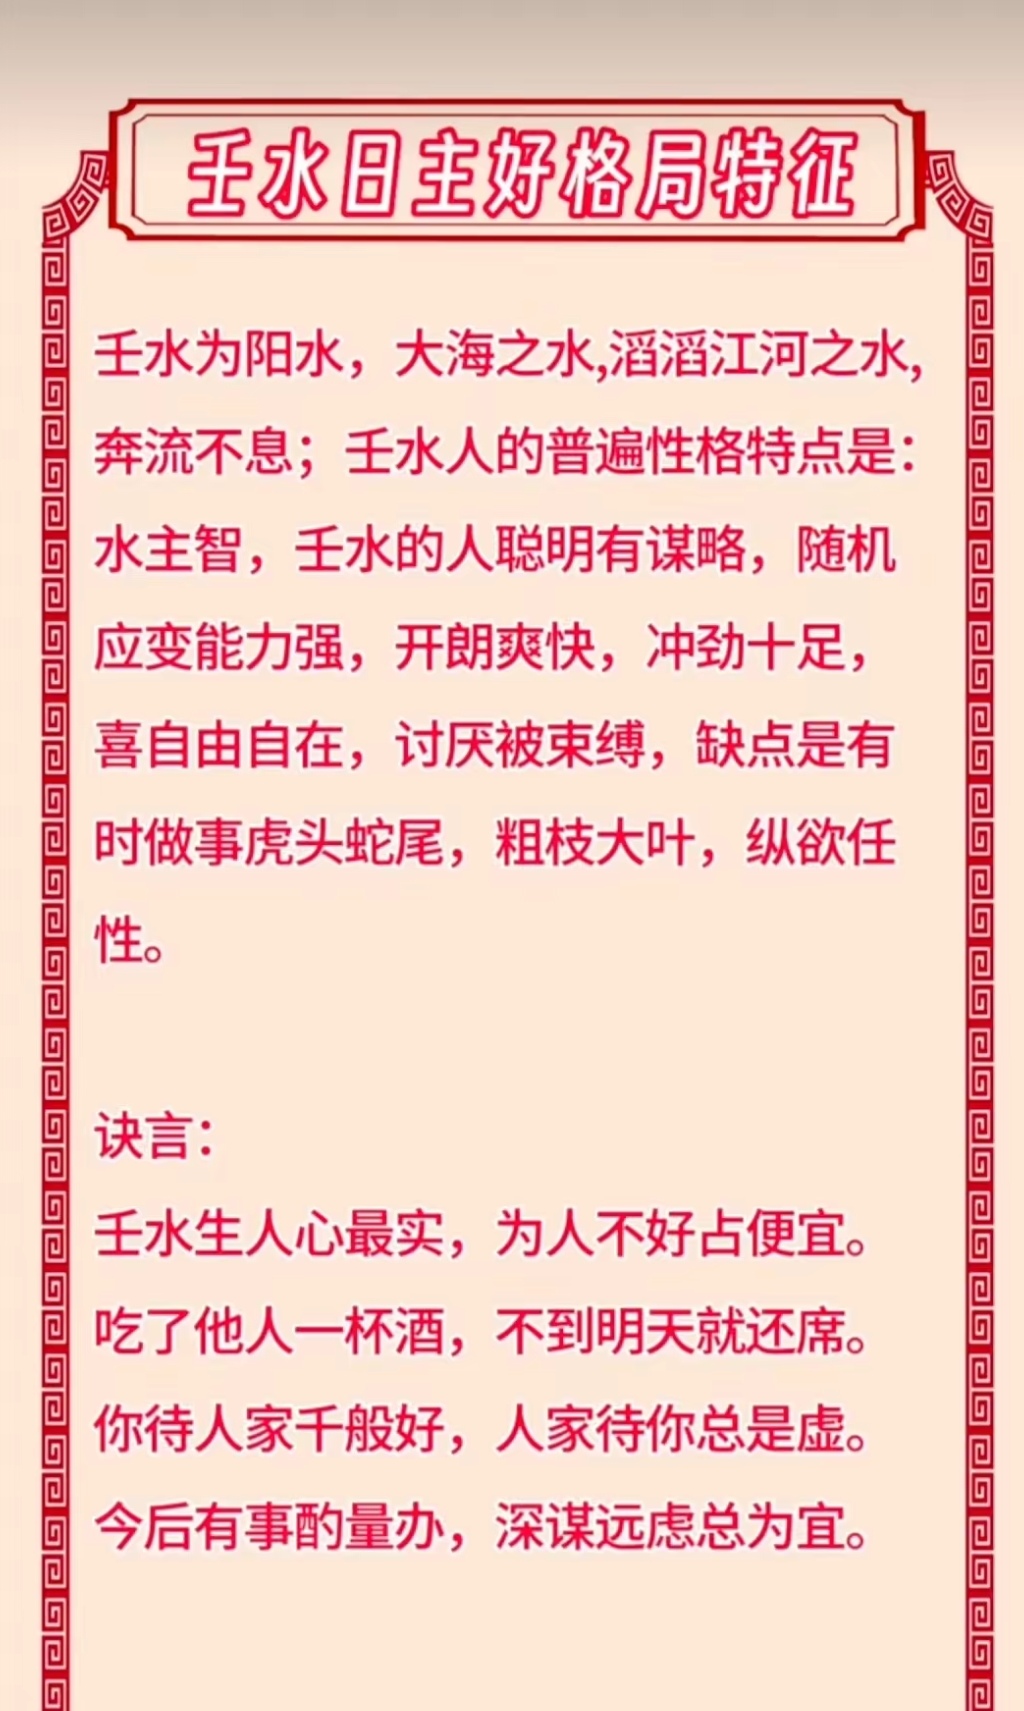 壬水日主好格局特征
壬水为阳水，大海之水,滔滔江河之水,
奔流不息；壬水人的普遍性格特点是：
水主智，壬水的人聪明有谋略，随机
应变能力强，开朗爽快，冲劲十足，
喜自由自在，讨厌被束缚，缺点是有
时做事虎头蛇尾，粗枝大叶，纵欲任
性。
诀言：
壬水生人心最实，为人不好占便宜。
吃了他人一杯酒，不到明天就还席。
你待人家千般好，人家待你总是虚。
今后有事酌量办，深谋远虑总为宜。